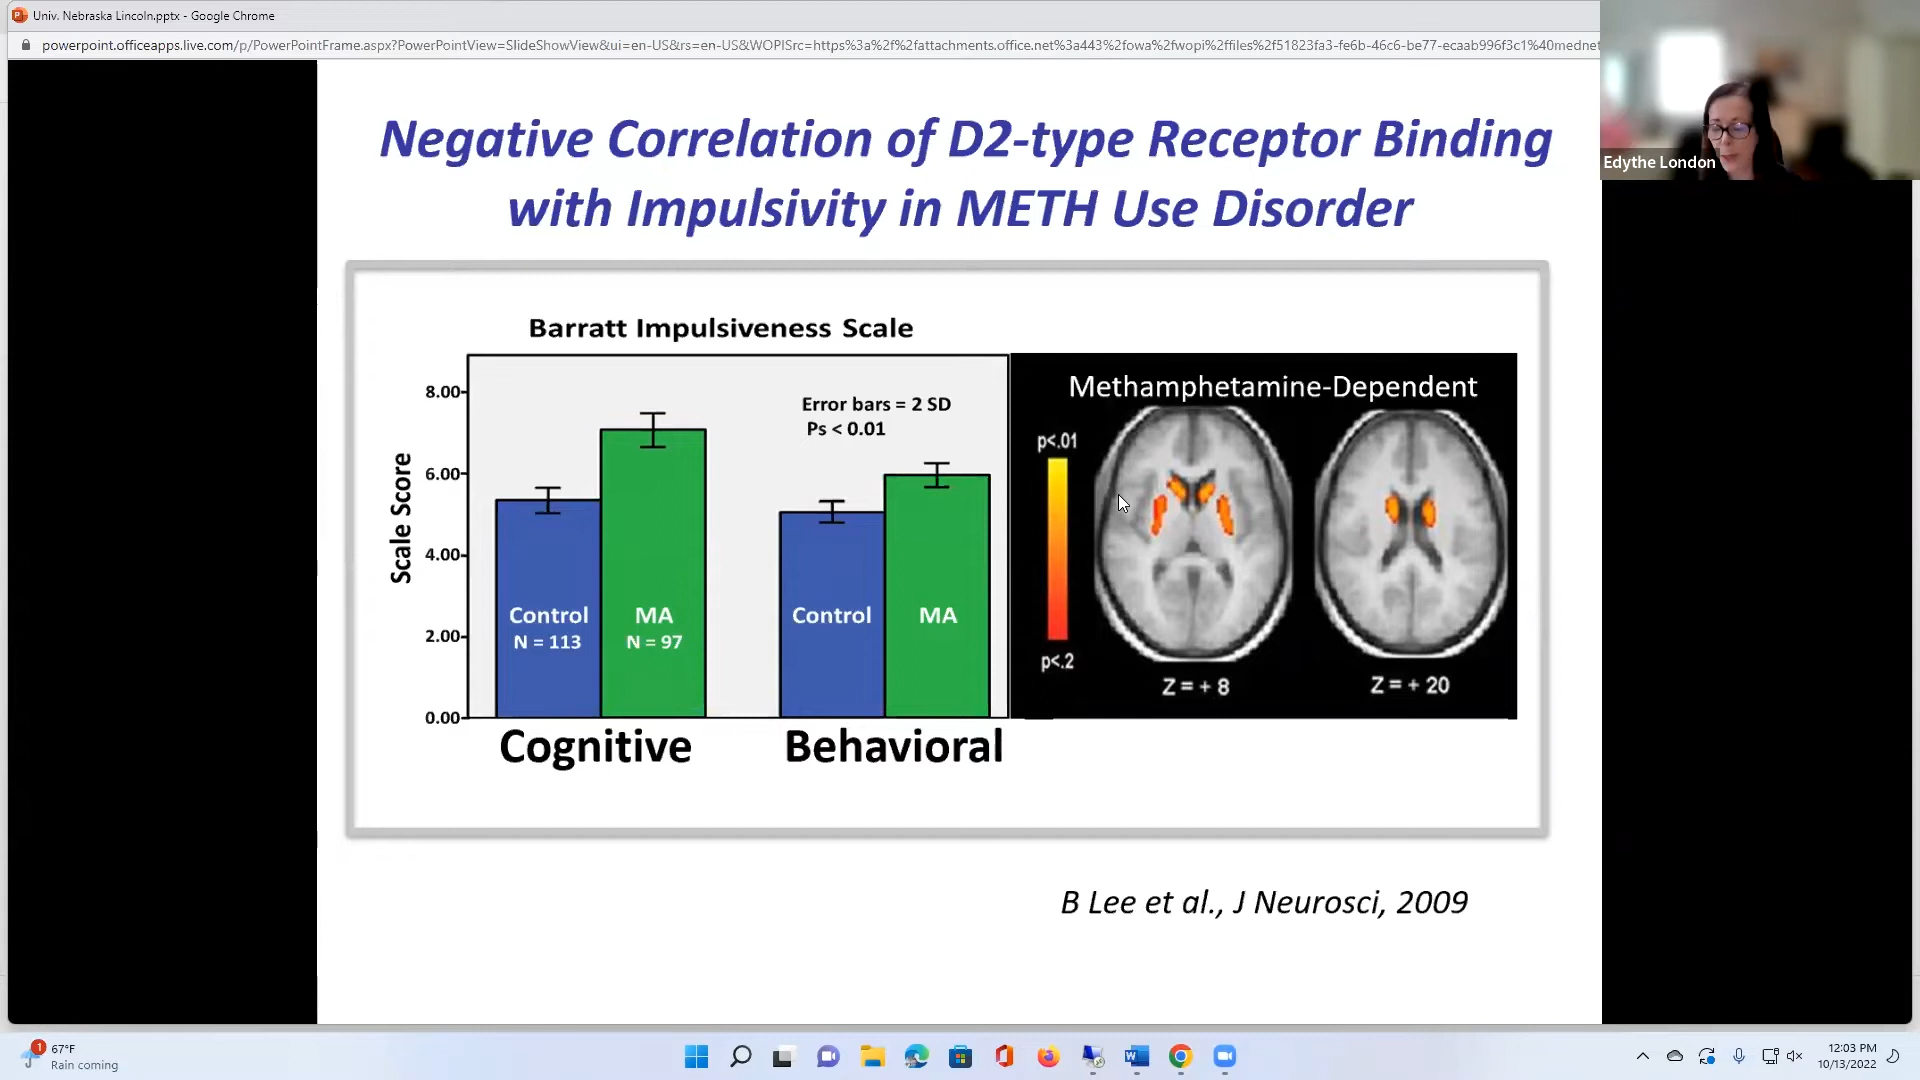 Univ. Nebraska Lincoln.pptx - Google Chrome
powerpoint.officeapps.live.com/p/PowerPointFrame.aspx?PowerPointView=SlideShowView&ui=en-US&rs=en-US&WOPISrc=https%3a%2f%2fattachments.office.net%3a443%2fowa%2fwopi%2ffiles%2f51823fa3-fe6b-46c6-be77-ecaab996f3c1%40mednet
Edythe London
Negative Correlation of D2-type Receptor Binding
with Impulsivity in METH Use Disorder
Barratt Impulsiveness Scale
Scale Score
8.00
6.00
4.00
2.00
0.00
Error bars = 2 SD
Ps < 0.01
Control
N = 113
MA
N = 97
Control
MA
Cognitive
Behavioral
Methamphetamine-Dependent
p<.01
p<.2
Z = + 8
Z = + 20
B Lee et al., J Neurosci, 2009
1
67°F
Rain coming
12:03 PM
10/13/2022